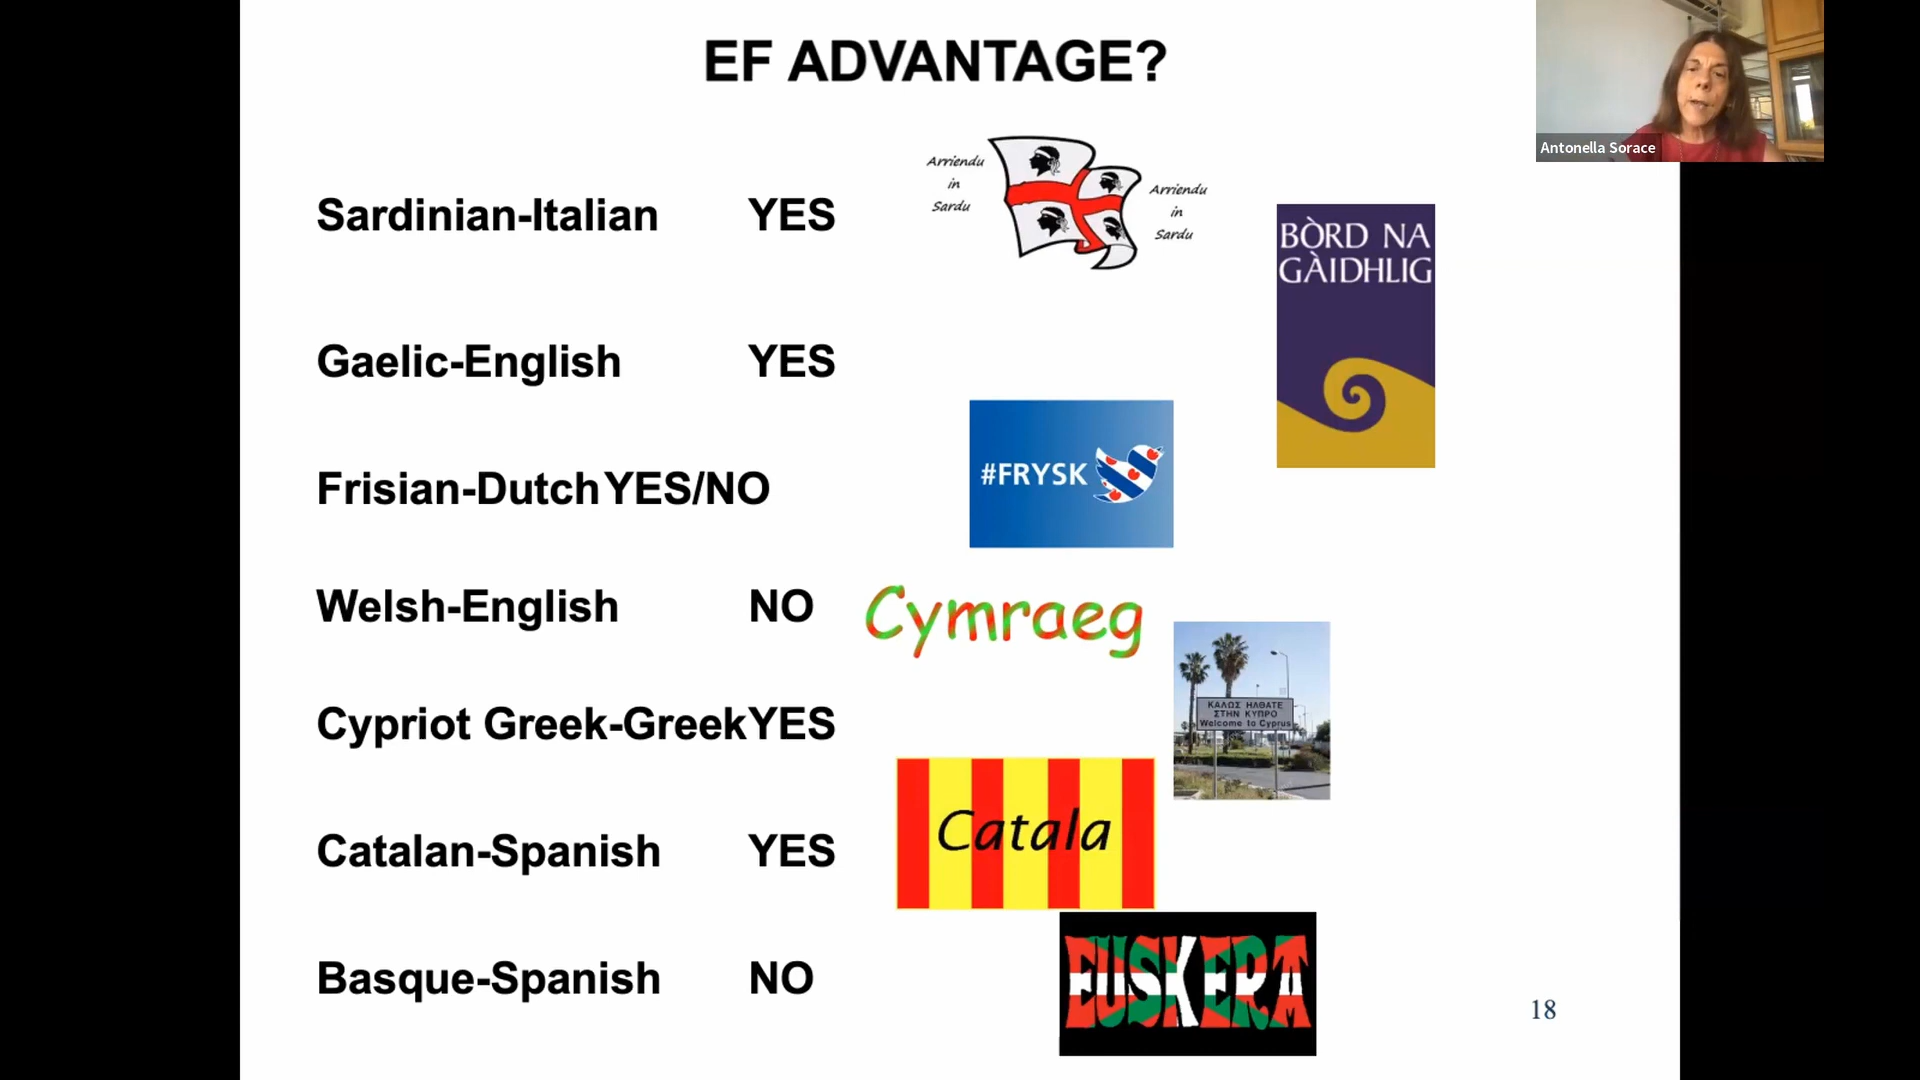 EF ADVANTAGE?
Antonella Sorace
Arriendu
in
Sardu
Arriendu
in
Sardu
Sardinian-Italian YES
BÒRD NA
GÀIDHLIG
Gaelic-English YES
Frisian-Dutch YES/NO
#FRYSK
Welsh-English NO
Cymraeg
Cypriot Greek-Greek YES
ΚΑΛΩΣ ΗΛΘΑΤΕ
ΣΤΗΝ ΚΥΠΡΟ
Welcome to Cyprus
Catalan-Spanish YES
Catala
Basque-Spanish NO
EUSKERA
18